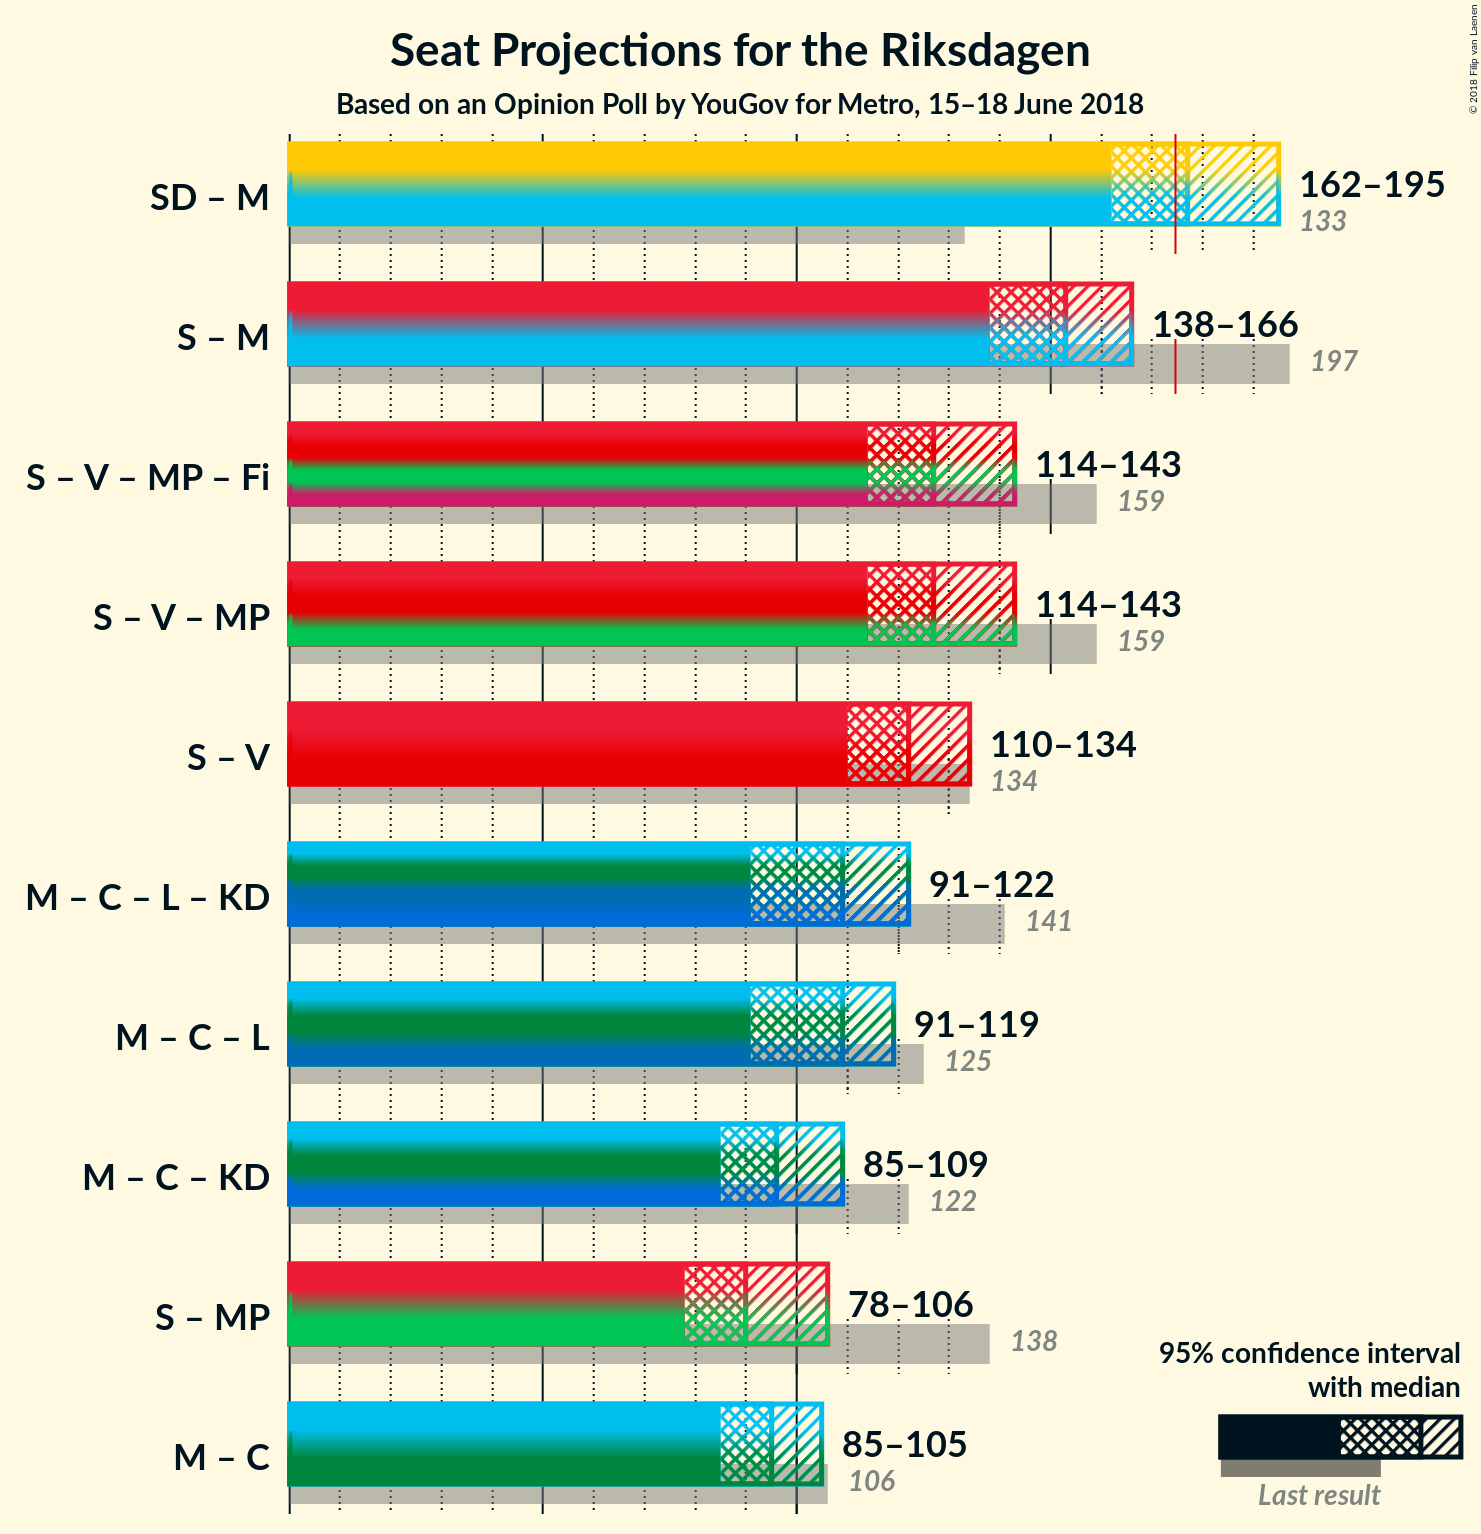 Seat Projections for the Riksdagen
Based on an Opinion Poll by YouGov for Metro, 15–18 June 2018
© 2018 Filip van Laenen
SD – M
162–195
133
S – M
138–166
197
S – V – MP – Fi
114–143
159
S – V – MP
114–143
159
S – V
110–134
134
M – C – L – KD
91–122
141
M – C – L
91–119
125
M – C – KD
85–109
122
S – MP
78–106
138
M – C
85–105
106
95% confidence interval
with median
Last result